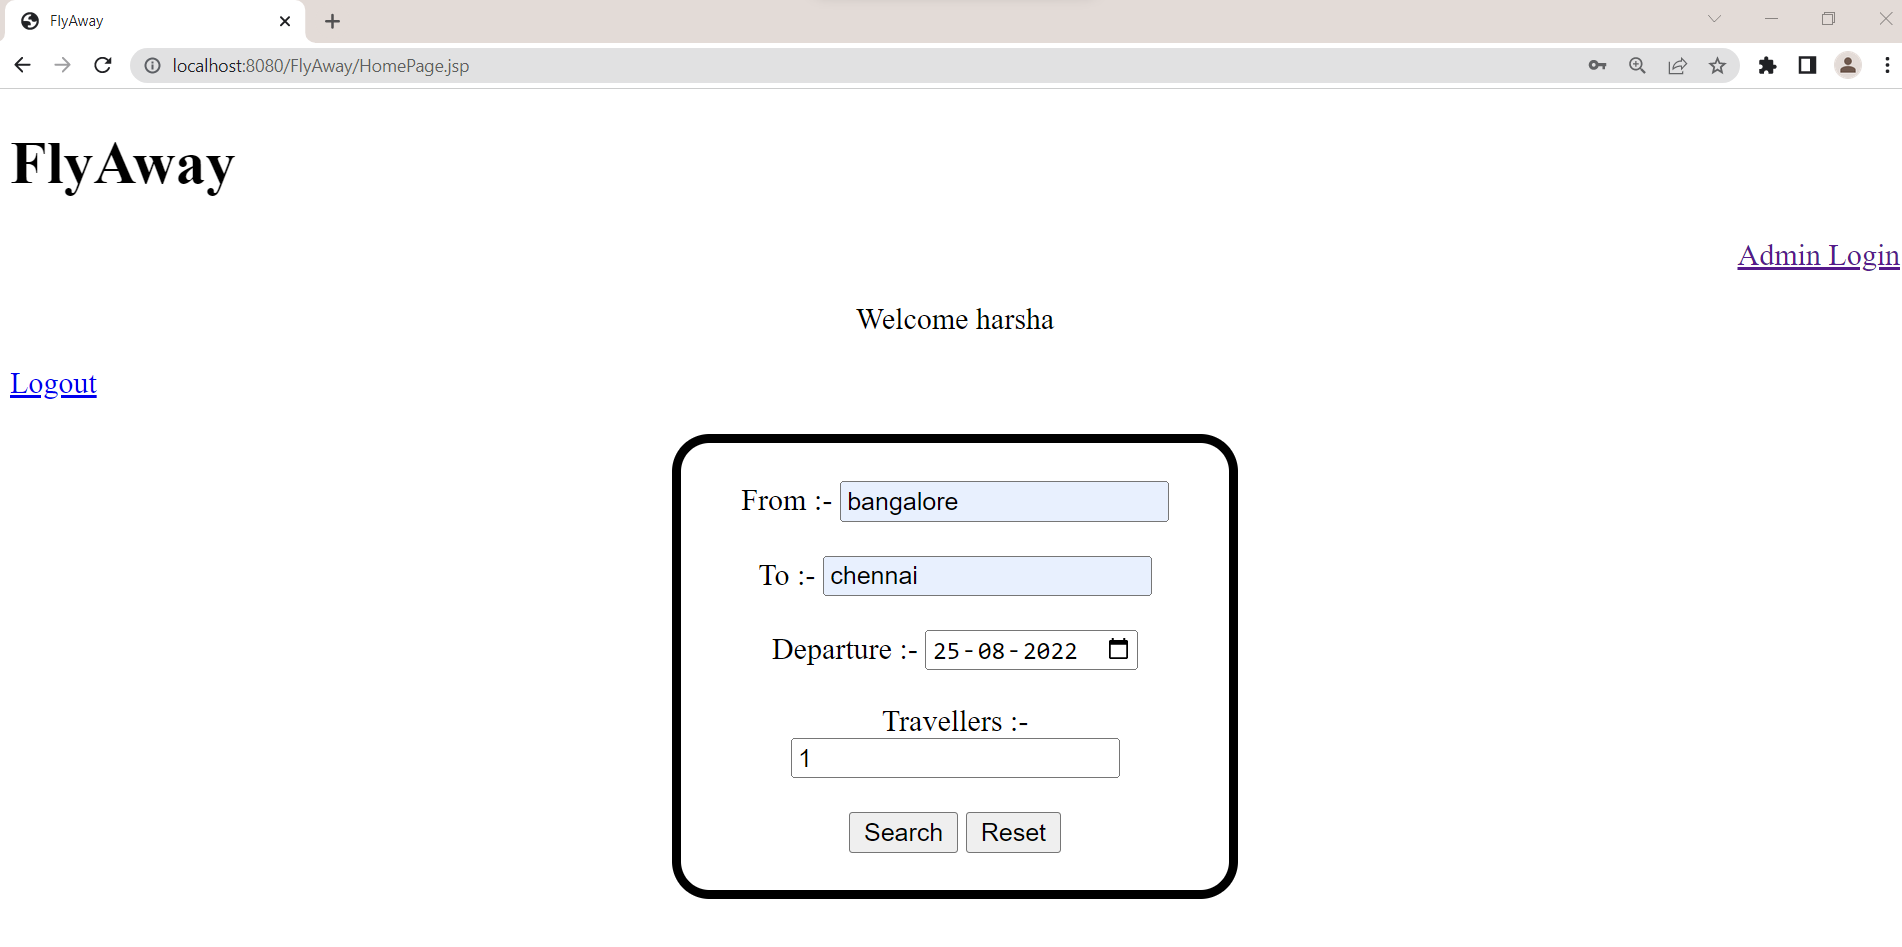 FlyAway
localhost:8080/FlyAway/HomePage.jsp
FlyAway
Admin Login
Welcome harsha
Logout
From :- bangalore
To :- chennai
Departure :- 25-08-2022
Travellers :-
1
Search Reset